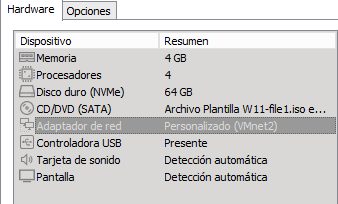 Hardware Opciones
Dispositivo Resumen
Memoria 4 GB
Procesadores 4
Disco duro (NVMe) 64 GB
CD/DVD (SATA) Archivo Plantilla W11-file1.iso e...
Adaptador de red Personalizado (VMnet2)
Controladora USB Presente
Tarjeta de sonido Detección automática
Pantalla Detección automática